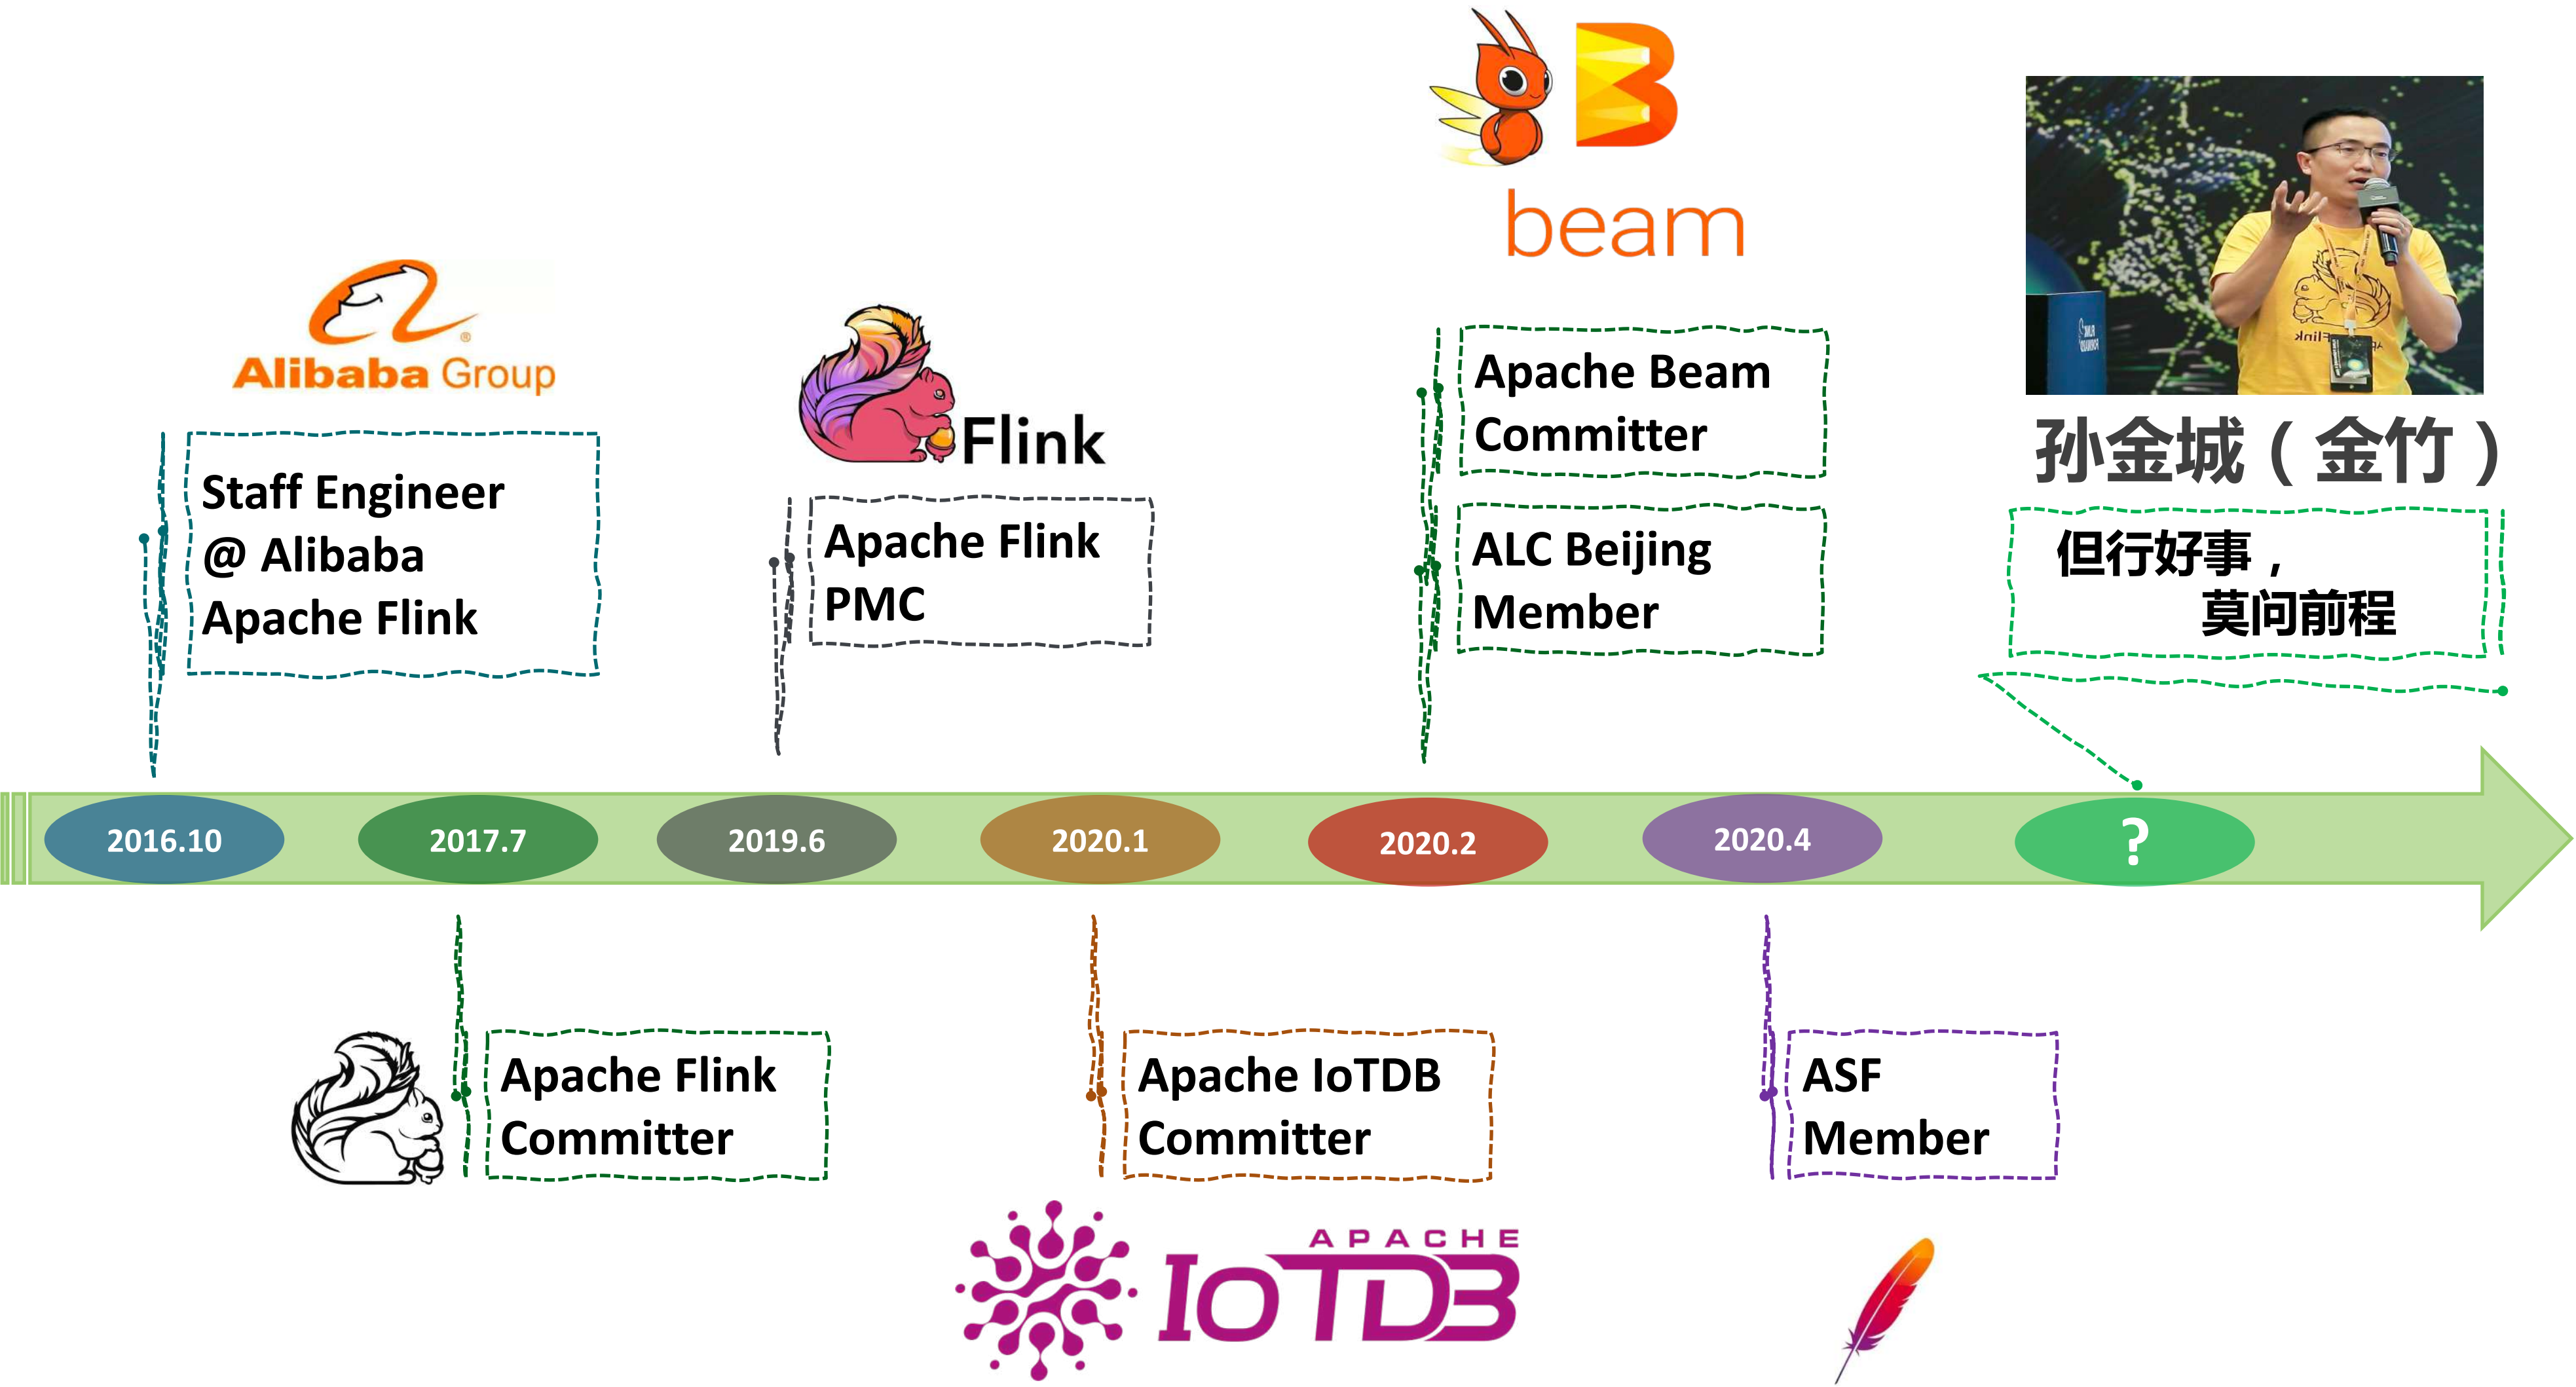 beam
Alibaba Group
Flink
Staff Engineer
@ Alibaba
Apache Flink
Apache Flink
PMC
Apache Beam
Committer
ALC Beijing
Member
孙金城（金竹）
但行好事，
莫问前程
2016.10
2017.7
2019.6
2020.1
2020.2
2020.4
?
Apache Flink
Committer
Apache IoTDB
Committer
ASF
Member
APACHE
IoTDB